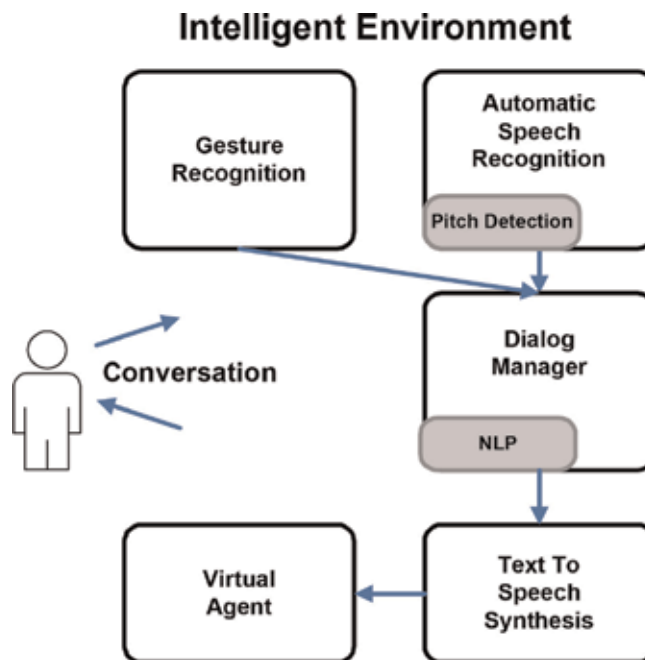 Intelligent Environment
Gesture
Recognition
Automatic
Speech
Recognition
Pitch Detection
Conversation
Dialog
Manager
NLP
Virtual
Agent
Text To
Speech
Synthesis